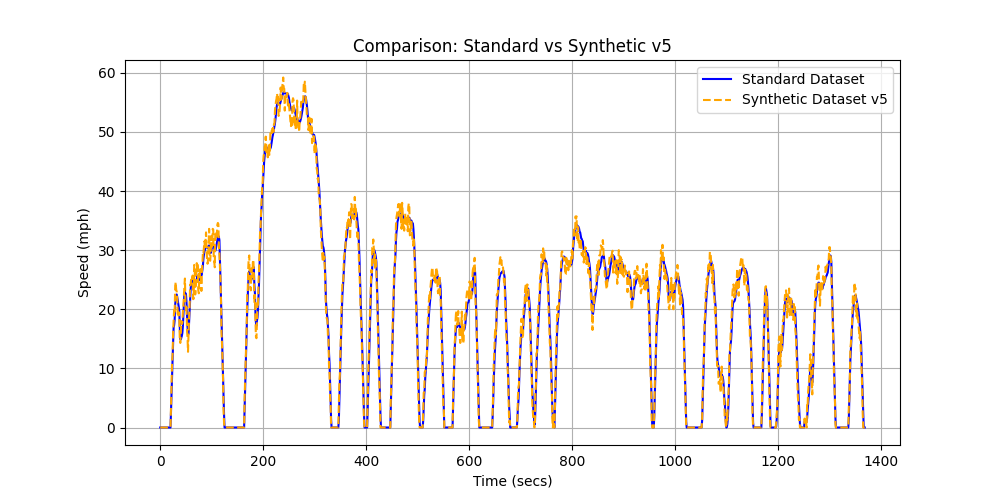 Comparison: Standard vs Synthetic v5
Standard Dataset
Synthetic Dataset v5
Speed (mph)
60
50
40
30
20
10
0
0 200 400 600 800 1000 1200 1400
Time (secs)